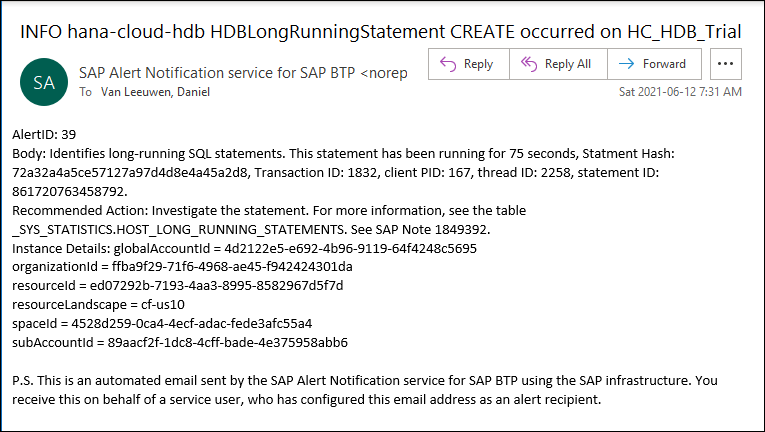 INFO hana-cloud-hdb HDBLongRunningStatement CREATE occurred on HC_HDB_Trial
SA
SAP Alert Notification service for SAP BTP <norep
Reply
Reply All
Forward
To Van Leeuwen, Daniel
Sat 2021-06-12 7:31 AM
AlertID: 39
Body: Identifies long-running SQL statements. This statement has been running for 75 seconds, Statment Hash:
72a32a4a5ce57127a97d4d8e4a45a2d8, Transaction ID: 1832, client PID: 167, thread ID: 2258, statement ID:
861720763458792.
Recommended Action: Investigate the statement. For more information, see the table
_SYS_STATISTICS.HOST_LONG_RUNNING_STATEMENTS. See SAP Note 1849392.
Instance Details: globalAccountId = 4d2122e5-e692-4b96-9119-64f4248c5695
organizationId = ffba9f29-71f6-4968-ae45-f942424301da
resourceId = ed07292b-7193-4aa3-8995-8582967d5f7d
resourceLandscape = cf-us10
spaceId = 4528d259-0ca4-4ecf-adac-fede3afc55a4
subAccountId = 89aacf2f-1dc8-4cff-bade-4e375958abb6
P.S. This is an automated email sent by the SAP Alert Notification service for SAP BTP using the SAP infrastructure. You
receive this on behalf of a service user, who has configured this email address as an alert recipient.